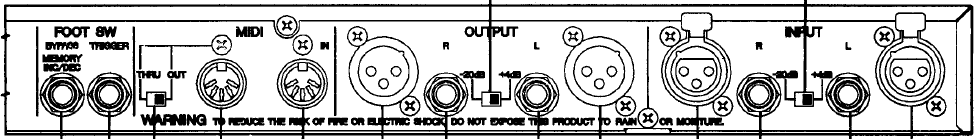 FOOT SW MIDI OUTPUT INPUT
BYPASS TRIGGER IN R L R L
MEMORY
INC/DEC
THRU OUT -20dB +4dB -20dB +4dB
WARNING TO REDUCE THE RISK OF FIRE OR ELECTRIC SHOCK, DO NOT EXPOSE THIS PRODUCT TO RAIN OR MOISTURE.